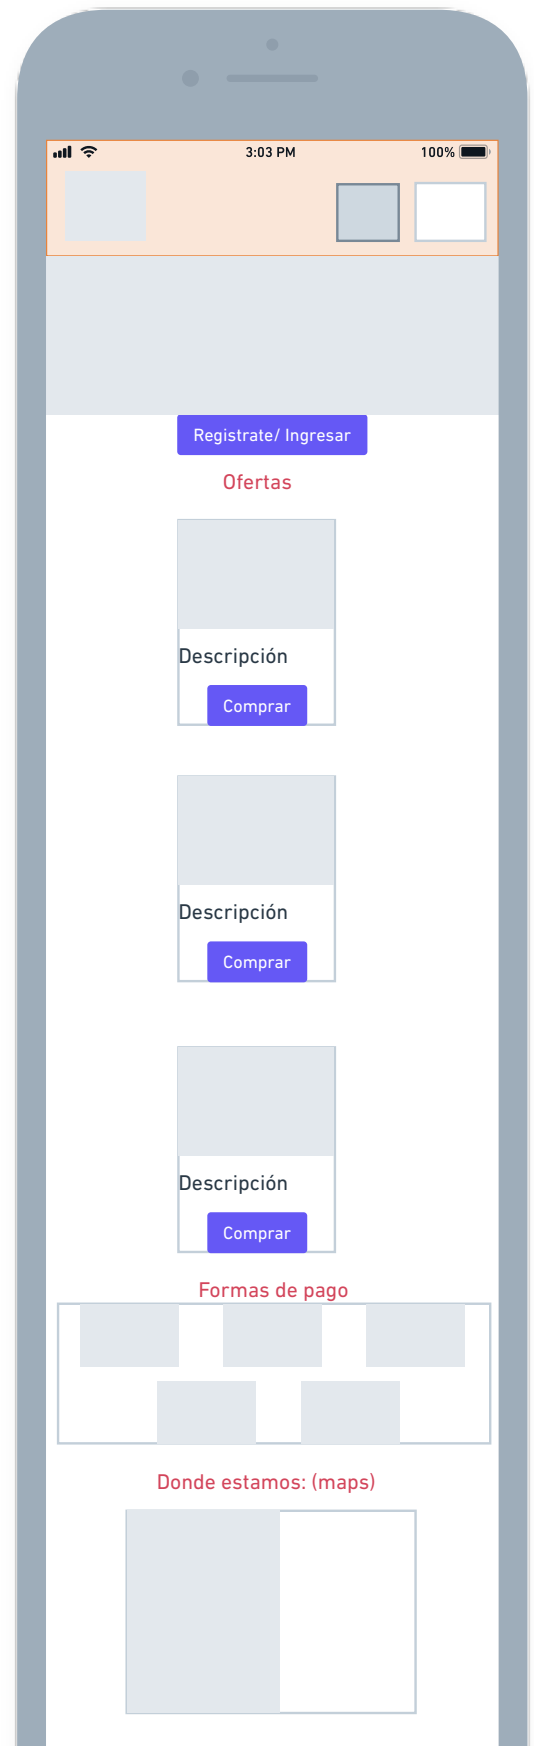 3:03 PM
100%
Registrate/ Ingresar
Ofertas
Descripción
Comprar
Descripción
Comprar
Descripción
Comprar
Formas de pago
Donde estamos: (maps)